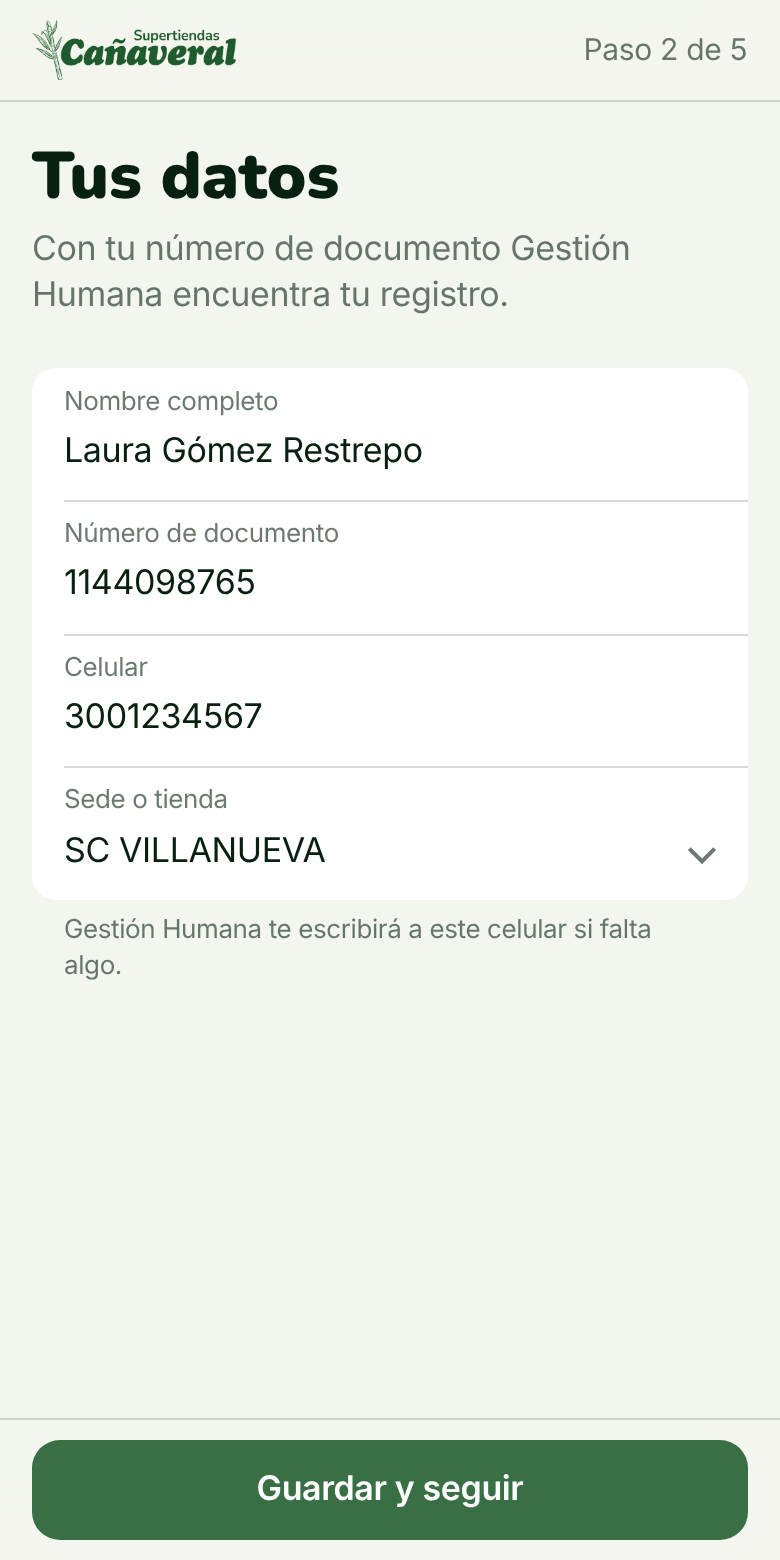 Supertiendas
Cañaveral
Paso 2 de 5
Tus datos
Con tu número de documento Gestión
Humana encuentra tu registro.
Nombre completo
Laura Gómez Restrepo
Número de documento
1144098765
Celular
3001234567
Sede o tienda
SC VILLANUEVA
Gestión Humana te escribirá a este celular si falta
algo.
Guardar y seguir